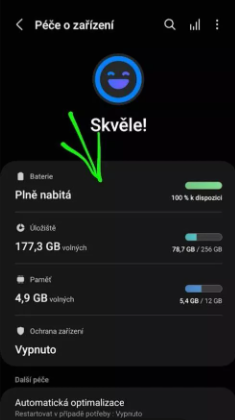 Péče o zařízení
Skvěle!
Baterie
Plně nabitá
100 % k dispozici
Úložiště
177,3 GB volných
78,7 GB / 256 GB
Paměť
4,9 GB volných
5,4 GB / 12 GB
Ochrana zařízení
Vypnuto
Další péče
Automatická optimalizace
Restartovat v případě potřeby : Vypnuto